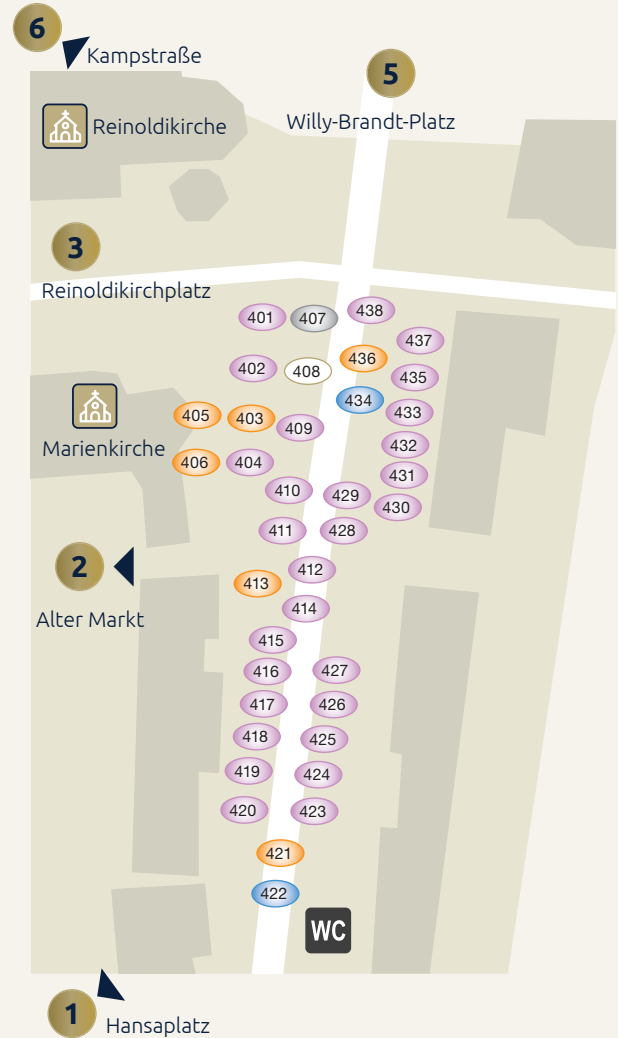 6
Kampstraße
5
Reinoldikirche
Willy-Brandt-Platz
3
Reinoldikirchplatz
401 407 438
437
436
402 408
435
434
405 403 433
409
Marienkirche
432
406 404
431
410 429
430
411 428
2
412
413
414
Alter Markt
415
416 427
417 426
418 425
419 424
420 423
421
422
WC
1
Hansaplatz